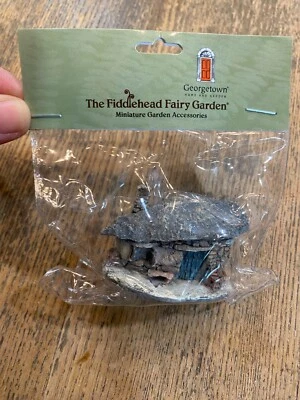 Georgetown
HOME AND GARDEN
The Fiddlehead Fairy Garden®
Miniature Garden Accessories